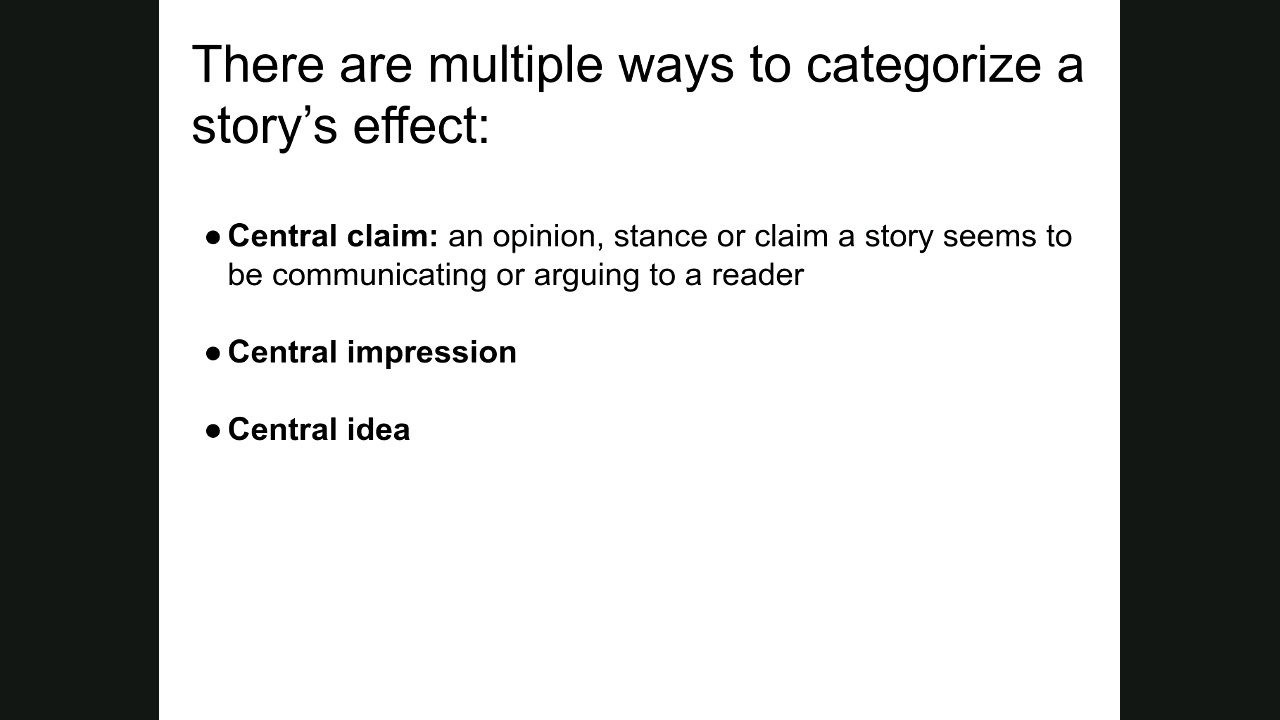 There are multiple ways to categorize a
story’s effect:
● Central claim: an opinion, stance or claim a story seems to
be communicating or arguing to a reader
● Central impression
● Central idea